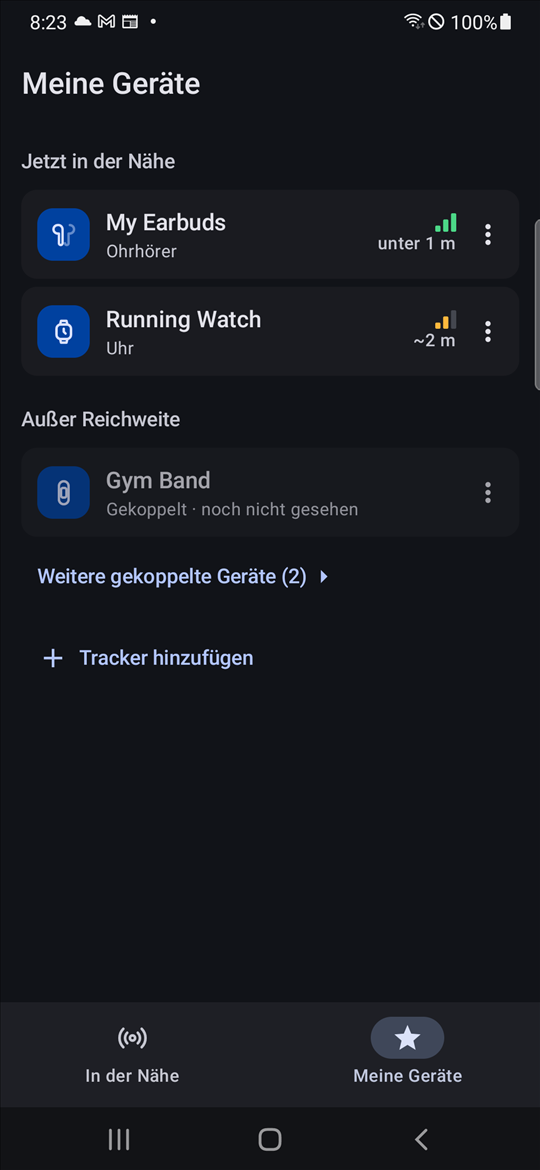 8:23
100%
Meine Geräte
Jetzt in der Nähe
My Earbuds
Ohrhörer
unter 1 m
Running Watch
Uhr
~2 m
Außer Reichweite
Gym Band
Gekoppelt · noch nicht gesehen
Weitere gekoppelte Geräte (2)
Tracker hinzufügen
In der Nähe
Meine Geräte